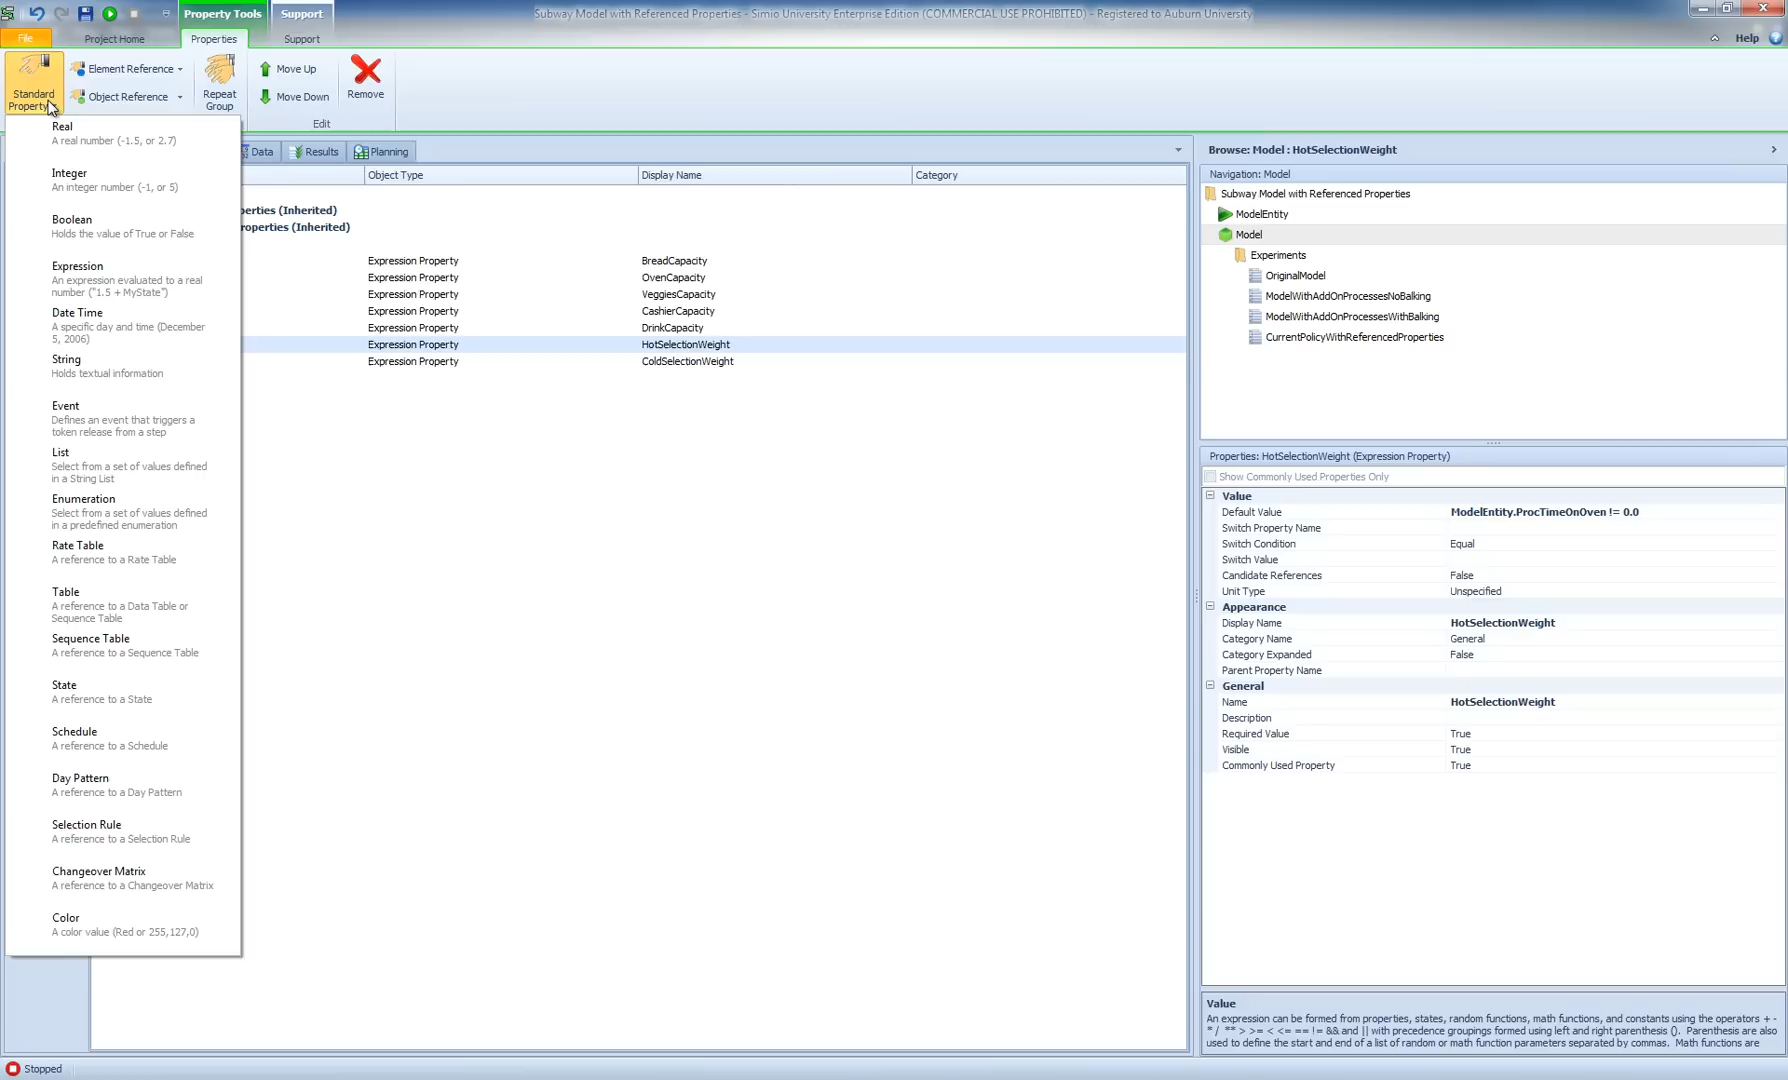 Property Tools
Support
Subway Model with Referenced Properties - Simio University Enterprise Edition (COMMERCIAL USE PROHIBITED) - Registered to Auburn University
File
Project Home
Properties
Support
Help
Standard
Property
Element Reference
Object Reference
Repeat
Group
Move Up
Move Down
Remove
Edit
Real
A real number (-1.5, or 2.7)
Integer
An integer number (-1, or 5)
Boolean
Holds the value of True or False
Expression
An expression evaluated to a real
number ("1.5 + MyState")
Date Time
A specific day and time (December
5, 2006)
String
Holds textual information
Event
Defines an event that triggers a
token release from a step
List
Select from a set of values defined
in a String List
Enumeration
Select from a set of values defined
in a predefined enumeration
Rate Table
A reference to a Rate Table
Table
A reference to a Data Table or
Sequence Table
Sequence Table
A reference to a Sequence Table
State
A reference to a State
Schedule
A reference to a Schedule
Day Pattern
A reference to a Day Pattern
Selection Rule
A reference to a Selection Rule
Changeover Matrix
A reference to a Changeover Matrix
Color
A color value (Red or 255,127,0)
Data
Results
Planning
Object Type
Display Name
Category
perties (Inherited)
roperties (Inherited)
Expression Property BreadCapacity
Expression Property OvenCapacity
Expression Property VeggiesCapacity
Expression Property CashierCapacity
Expression Property DrinkCapacity
Expression Property HotSelectionWeight
Expression Property ColdSelectionWeight
Browse: Model : HotSelectionWeight
Navigation: Model
Subway Model with Referenced Properties
ModelEntity
Model
Experiments
OriginalModel
ModelWithAddOnProcessesNoBalking
ModelWithAddOnProcessesWithBalking
CurrentPolicyWithReferencedProperties
Properties: HotSelectionWeight (Expression Property)
Show Commonly Used Properties Only
Value
Default Value ModelEntity.ProcTimeOnOven != 0.0
Switch Property Name
Switch Condition Equal
Switch Value
Candidate References False
Unit Type Unspecified
Appearance
Display Name HotSelectionWeight
Category Name General
Category Expanded False
Parent Property Name
General
Name HotSelectionWeight
Description
Required Value True
Visible True
Commonly Used Property True
Value
An expression can be formed from properties, states, random functions, math functions, and constants using the operators + -
* / ** > >= < <= == != && and || with precedence groupings formed using left and right parenthesis (). Parenthesis are also
used to define the start and end of a list of random or math function parameters separated by commas. Math functions are
Stopped